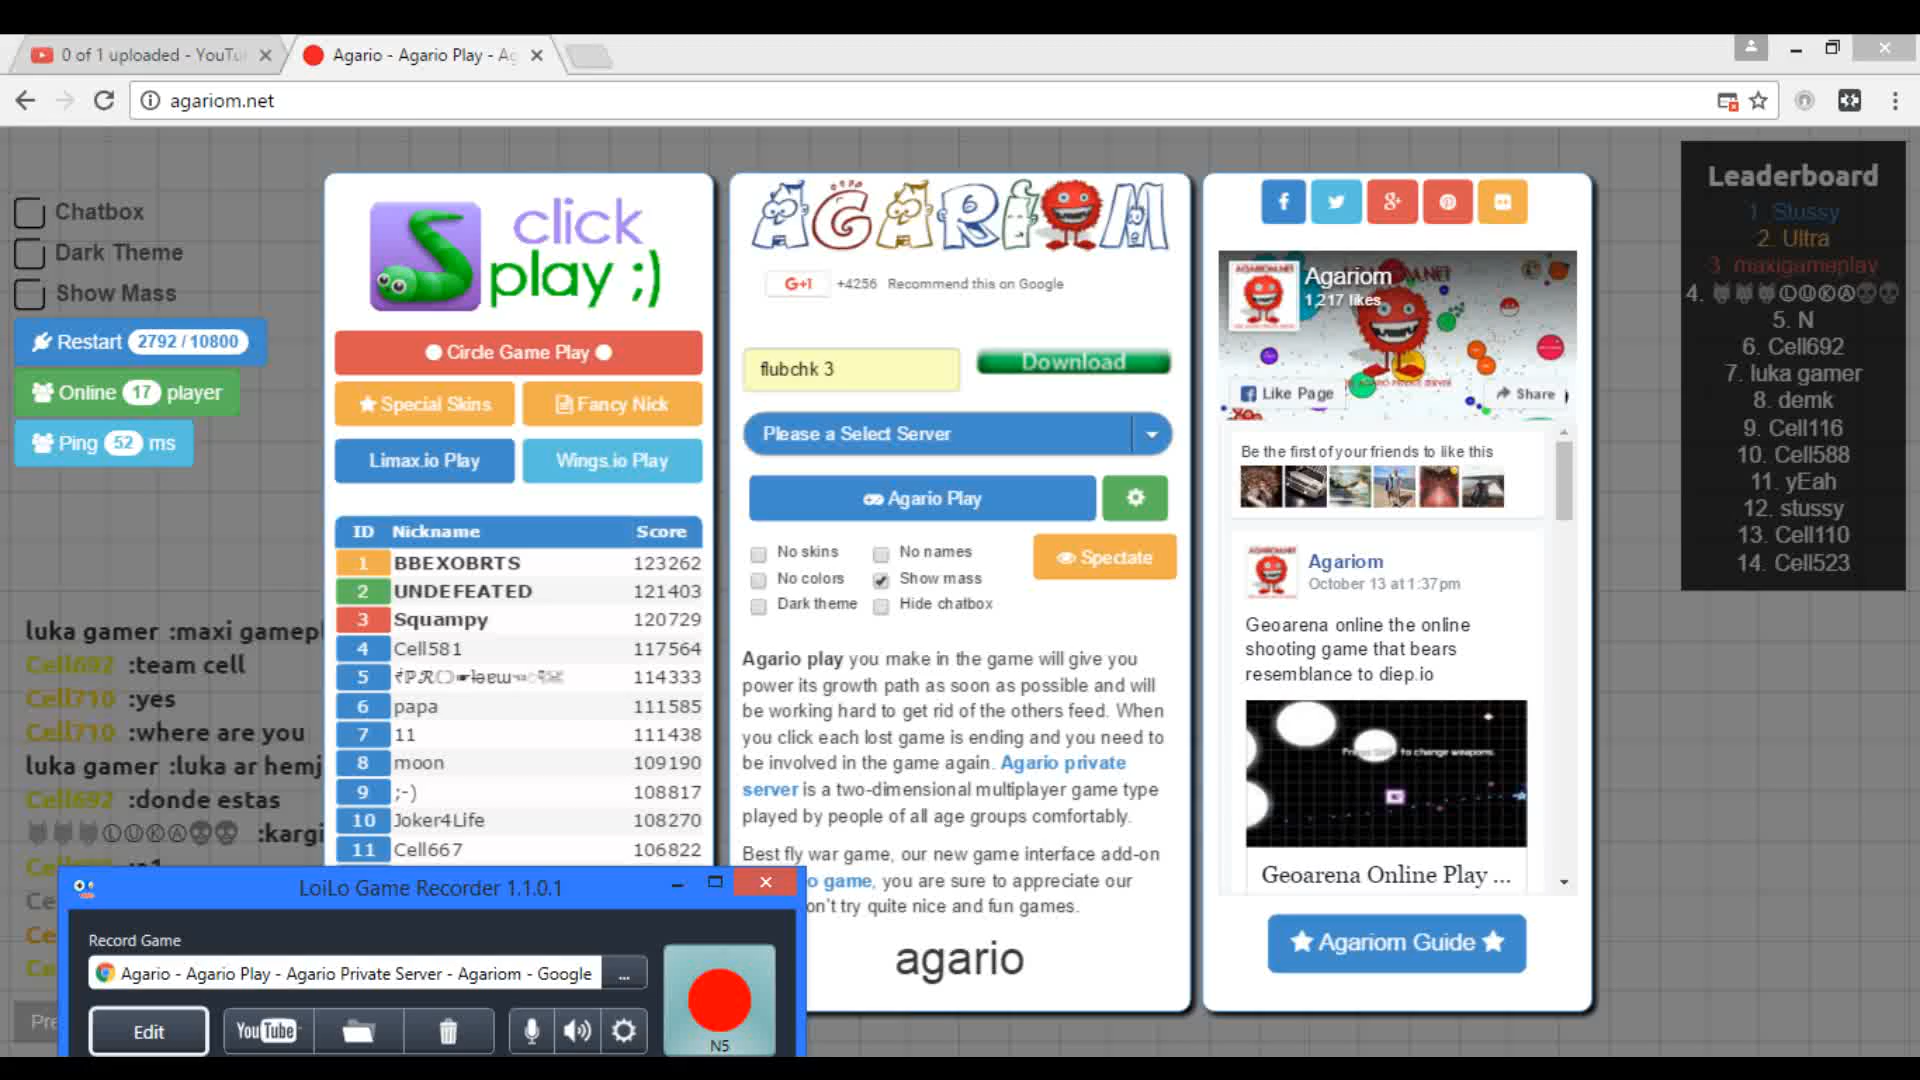 0 of 1 uploaded - YouTu
Agario - Agario Play - Ag
agariom.net
Chatbox
Dark Theme
Show Mass
Restart 2792 / 10800
Online 17 player
Ping 52 ms
luka gamer :maxi gamepl
Cell692 :team cell
Cell710 :yes
Cell710 :where are you
luka gamer :luka ar hemj
Cell692 :donde estas
ⓁⓊⓀⒶ :kargi
click
play ;)
Circle Game Play
Special Skins
Fancy Nick
Limax.io Play
Wings.io Play
ID Nickname Score
1 BBEXOBRTS 123262
2 UNDEFEATED 121403
3 Squampy 120729
4 Cell581 117564
5 114333
6 papa 111585
7 11 111438
8 moon 109190
9 ;-) 108817
10 Joker4Life 108270
11 Cell667 106822
AGARIOM
G+1 +4256 Recommend this on Google
flubchk 3
Download
Please a Select Server
Agario Play
No skins
No names
Spectate
No colors
Show mass
Dark theme
Hide chatbox
Agario play you make in the game will give you
power its growth path as soon as possible and will
be working hard to get rid of the others feed. When
you click each lost game is ending and you need to
be involved in the game again. Agario private
server is a two-dimensional multiplayer game type
played by people of all age groups comfortably.
Best fly war game, our new game interface add-on
o game, you are sure to appreciate our
on't try quite nice and fun games.
agario
Agariom
1,217 likes
Like Page
Share
Be the first of your friends to like this
Agariom
October 13 at 1:37pm
Geoarena online the online
shooting game that bears
resemblance to diep.io
to change weapons.
Geoarena Online Play ...
Agariom Guide
Leaderboard
1. Stussy
2. Ultra
3. maxigameplay
4. ⓁⓊⓀⒶ
5. N
6. Cell692
7. luka gamer
8. demk
9. Cell116
10. Cell588
11. yEah
12. stussy
13. Cell110
14. Cell523
LoiLo Game Recorder 1.1.0.1
Record Game
Agario - Agario Play - Agario Private Server - Agariom - Google
...
Edit
YouTube
N5